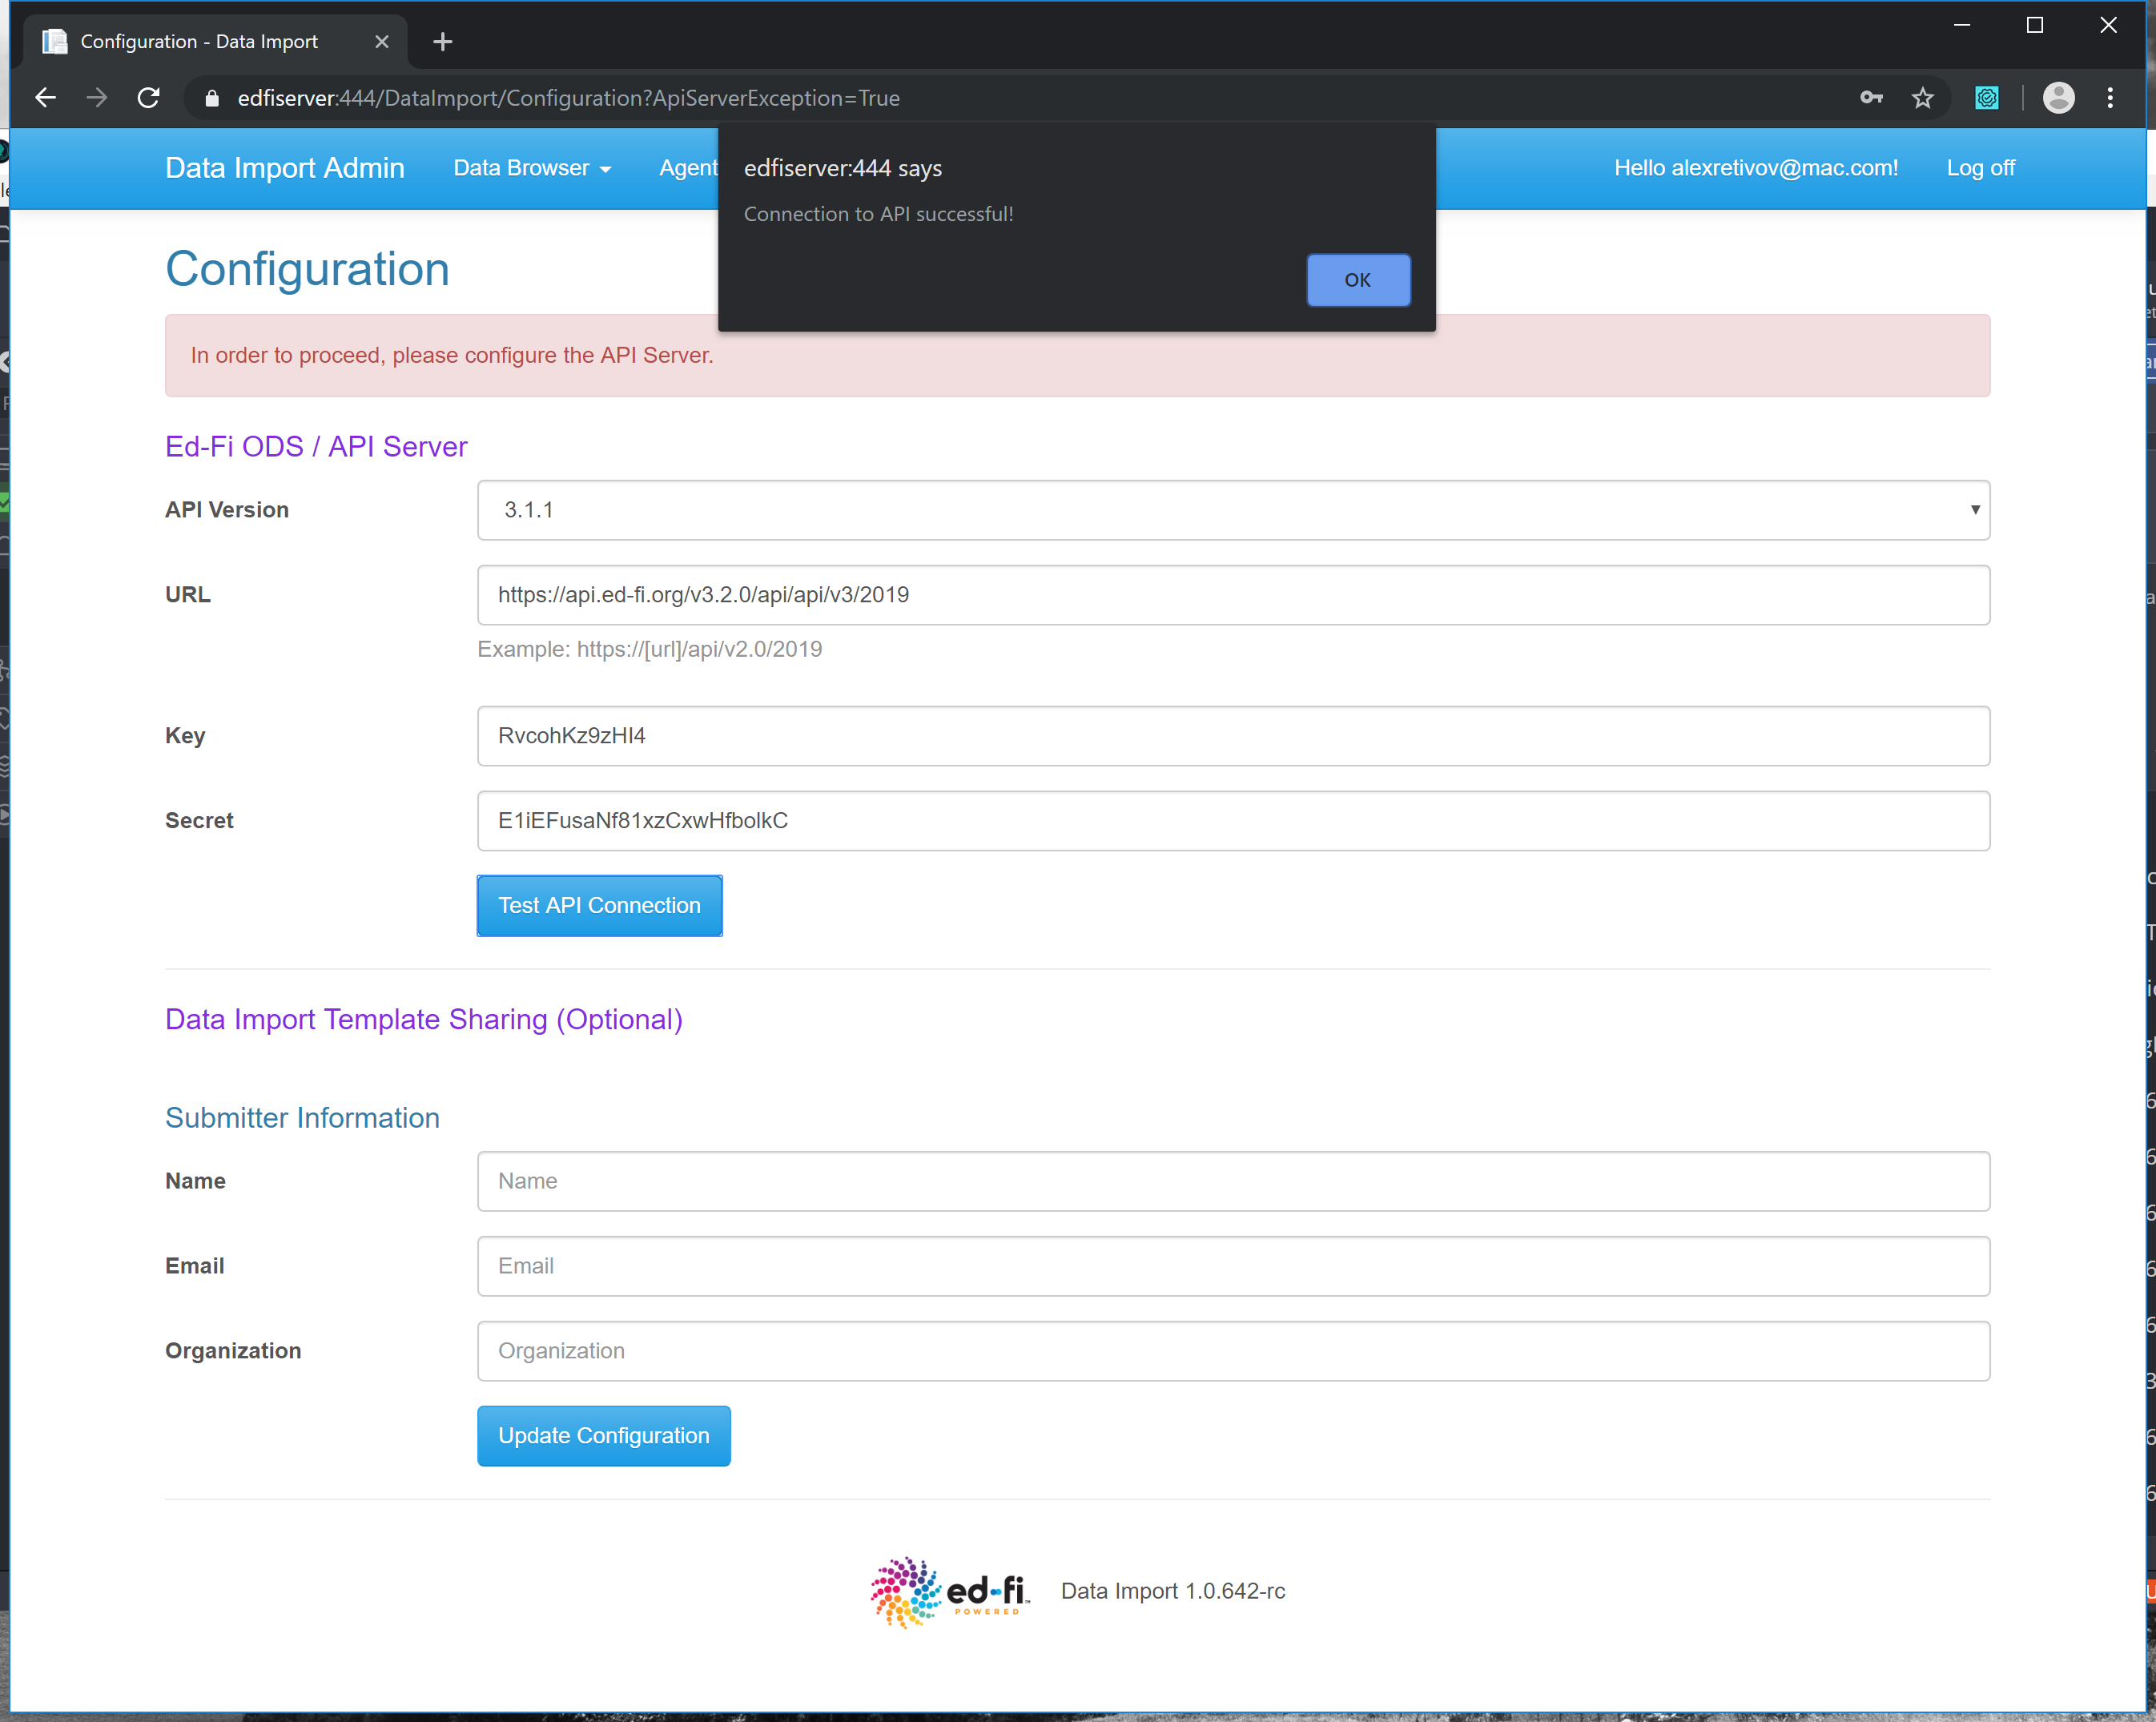 Configuration - Data Import
edfiserver:444/DataImport/Configuration?ApiServerException=True
Data Import Admin
Data Browser
Agent
Hello alexretivov@mac.com!
Log off
edfiserver:444 says
Connection to API successful!
OK
Configuration
In order to proceed, please configure the API Server.
Ed-Fi ODS / API Server
API Version
3.1.1
URL
https://api.ed-fi.org/v3.2.0/api/api/v3/2019
Example: https://[url]/api/v2.0/2019
Key
RvcohKz9zHI4
Secret
E1iEFusaNf81xzCxwHfbolkC
Test API Connection
Data Import Template Sharing (Optional)
Submitter Information
Name
Name
Email
Email
Organization
Organization
Update Configuration
ed-fi™
POWERED
Data Import 1.0.642-rc